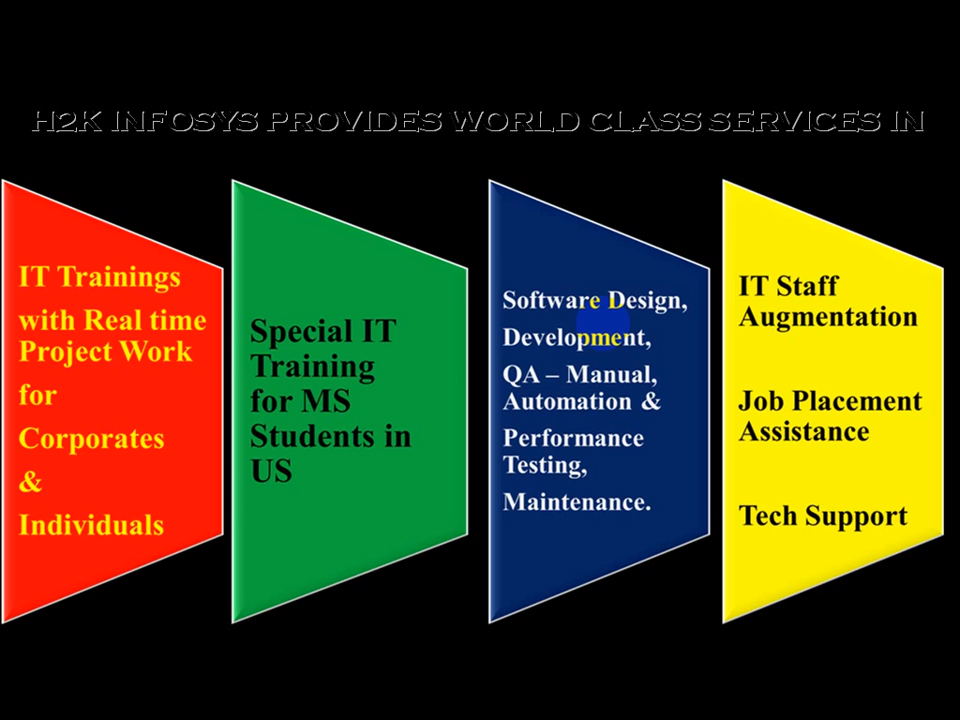 H2K INFOSYS PROVIDES WORLD CLASS SERVICES IN
IT Trainings
with Real time
Project Work
for
Corporates
&
Individuals
Special IT
Training
for MS
Students in
US
Software Design,
Development,
QA – Manual,
Automation &
Performance
Testing,
Maintenance.
IT Staff
Augmentation
Job Placement
Assistance
Tech Support